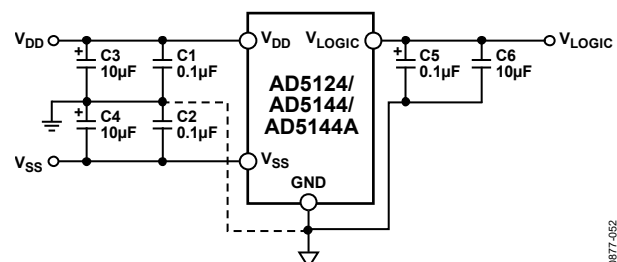 VDD
+
C3
10µF
C1
0.1µF
+
C4
10µF
C2
0.1µF
VSS
VDD
VLOGIC
AD5124/
AD5144/
AD5144A
VSS
GND
+
C5
0.1µF
C6
10µF
VLOGIC
0877-052